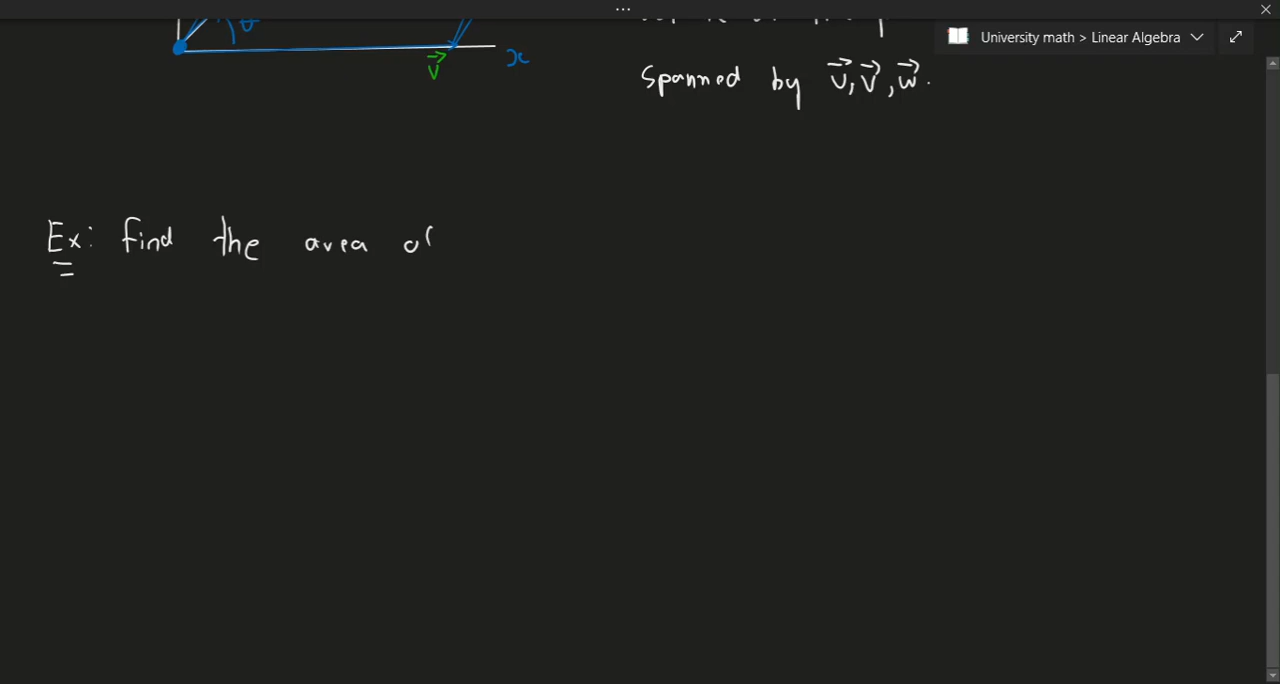 ...
University math > Linear Algebra
θ
x
v
Spanned by u, v, w.
Ex: find the area of